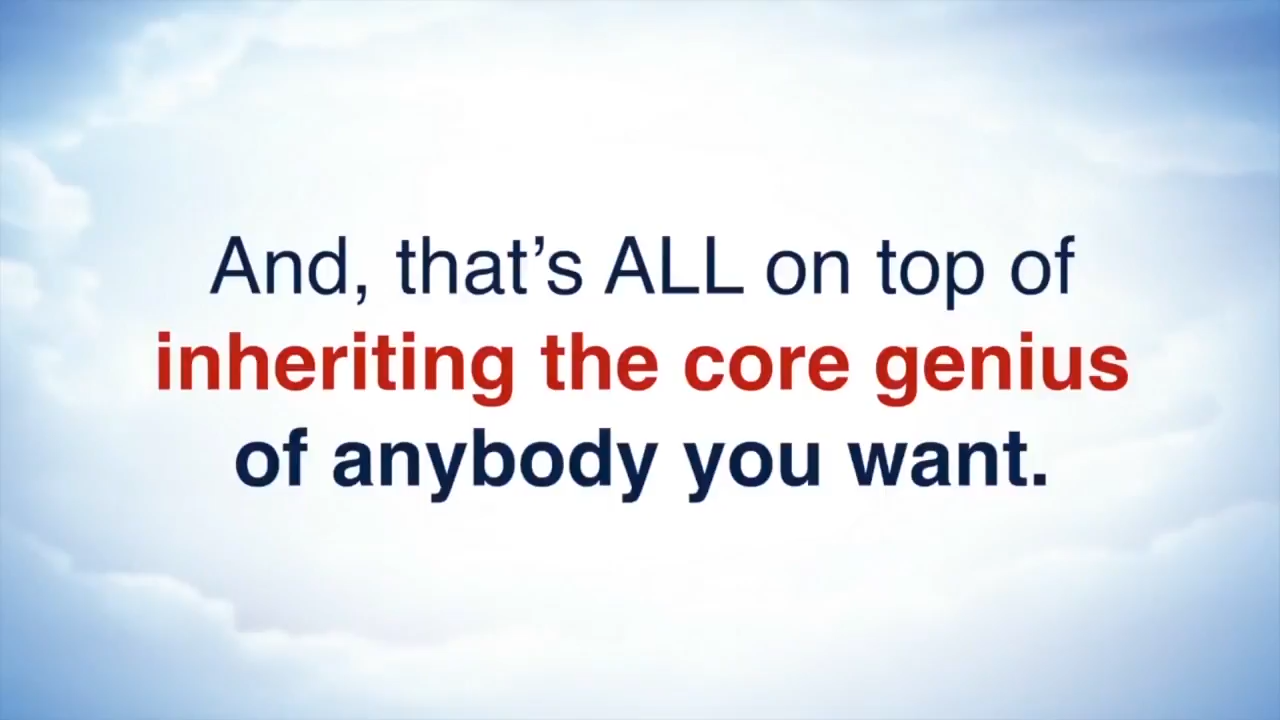 And, that’s ALL on top of
inheriting the core genius
of anybody you want.